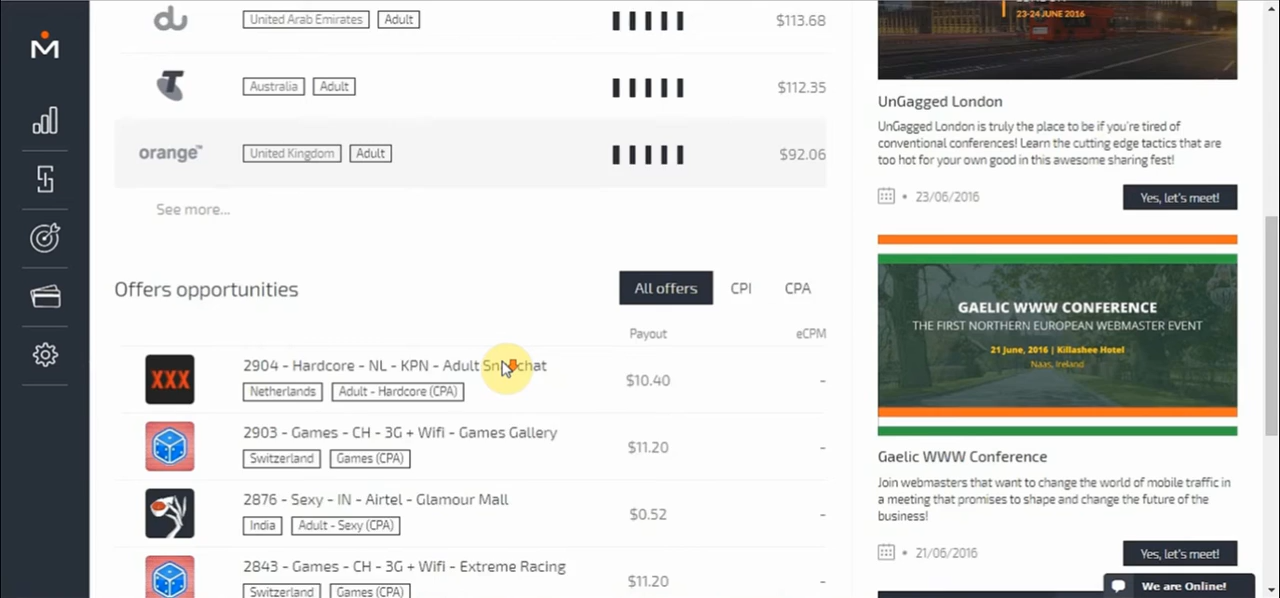 du
United Arab Emirates Adult $113.68
T
Australia Adult $112.35
orange™ United Kingdom Adult $92.06
See more...
Offers opportunities All offers CPI CPA
Payout eCPM
XXX
2904 - Hardcore - NL - KPN - Adult Snapchat
Netherlands Adult - Hardcore (CPA) $10.40 -
2903 - Games - CH - 3G + Wifi - Games Gallery
Switzerland Games (CPA) $11.20 -
2876 - Sexy - IN - Airtel - Glamour Mall
India Adult - Sexy (CPA) $0.52 -
2843 - Games - CH - 3G + Wifi - Extreme Racing
Switzerland Games (CPA) $11.20 -
23-24 JUNE 2016
UnGagged London
UnGagged London is truly the place to be if you're tired of
conventional conferences! Learn the cutting edge tactics that are
too hot for your own good in this awesome sharing fest!
• 23/06/2016 Yes, let's meet!
GAELIC WWW CONFERENCE
THE FIRST NORTHERN EUROPEAN WEBMASTER EVENT
21 June, 2016 | Killashee Hotel
Naas, Ireland
Gaelic WWW Conference
Join webmasters that want to change the world of mobile traffic in
a meeting that promises to shape and change the future of the
business!
• 21/06/2016 Yes, let's meet!
We are Online!